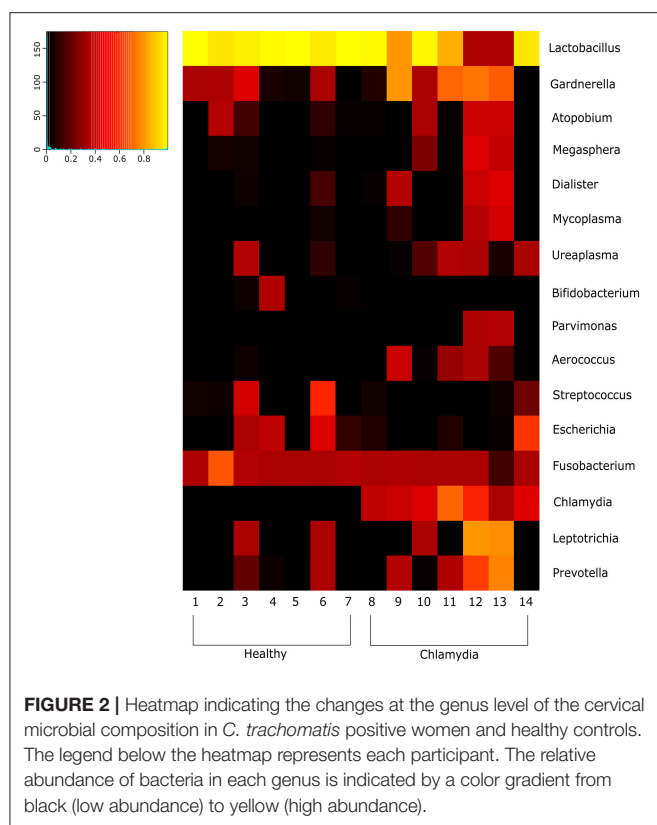 150
100
50
0
0 0.2 0.4 0.6 0.8
Lactobacillus
Gardnerella
Atopobium
Megasphera
Dialister
Mycoplasma
Ureaplasma
Bifidobacterium
Parvimonas
Aerococcus
Streptococcus
Escherichia
Fusobacterium
Chlamydia
Leptotrichia
Prevotella
1 2 3 4 5 6 7 8 9 10 11 12 13 14
Healthy Chlamydia
FIGURE 2 | Heatmap indicating the changes at the genus level of the cervical
microbial composition in C. trachomatis positive women and healthy controls.
The legend below the heatmap represents each participant. The relative
abundance of bacteria in each genus is indicated by a color gradient from
black (low abundance) to yellow (high abundance).